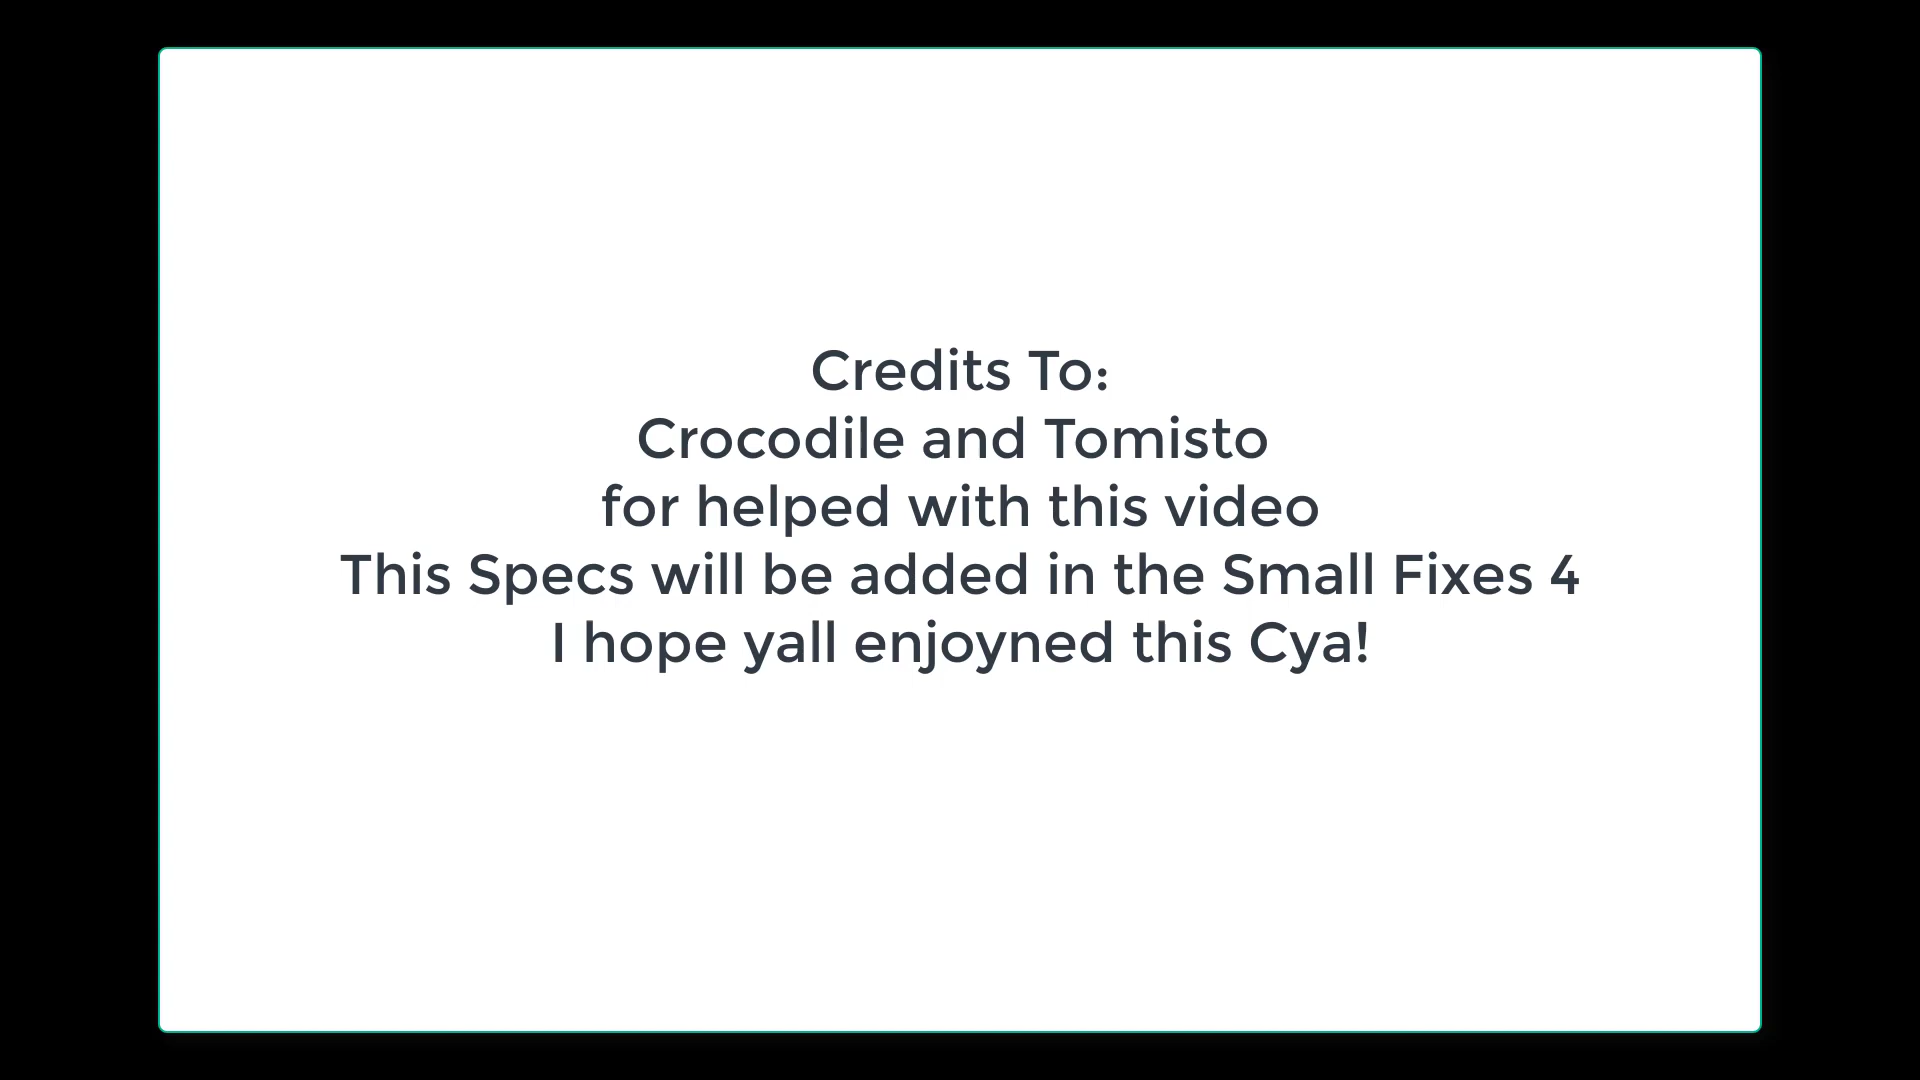 Credits To:
Crocodile and Tomisto
for helped with this video
This Specs will be added in the Small Fixes 4
I hope yall enjoyned this Cya!